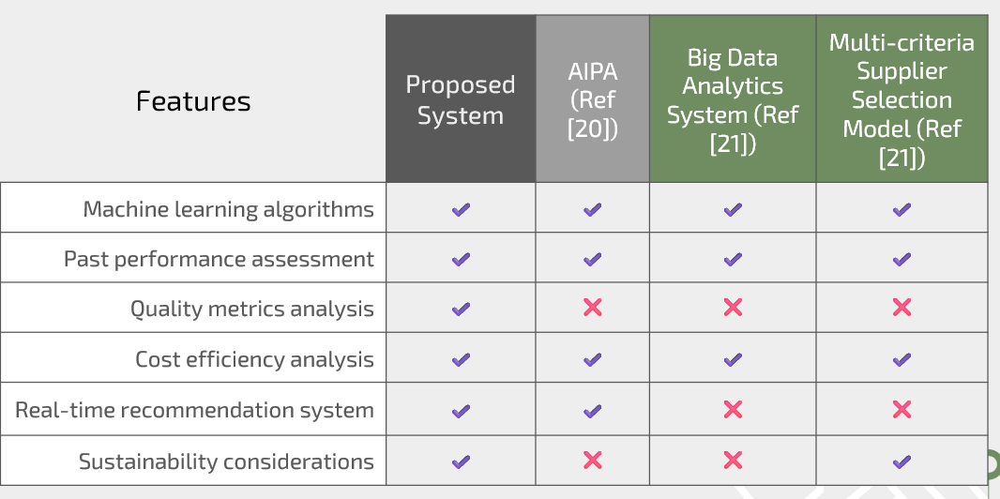 Features
Proposed
System
AIPA
(Ref
[20])
Big Data
Analytics
System (Ref
[21])
Multi-criteria
Supplier
Selection
Model (Ref
[21])
Machine learning algorithms
Past performance assessment
Quality metrics analysis
Cost efficiency analysis
Real-time recommendation system
Sustainability considerations